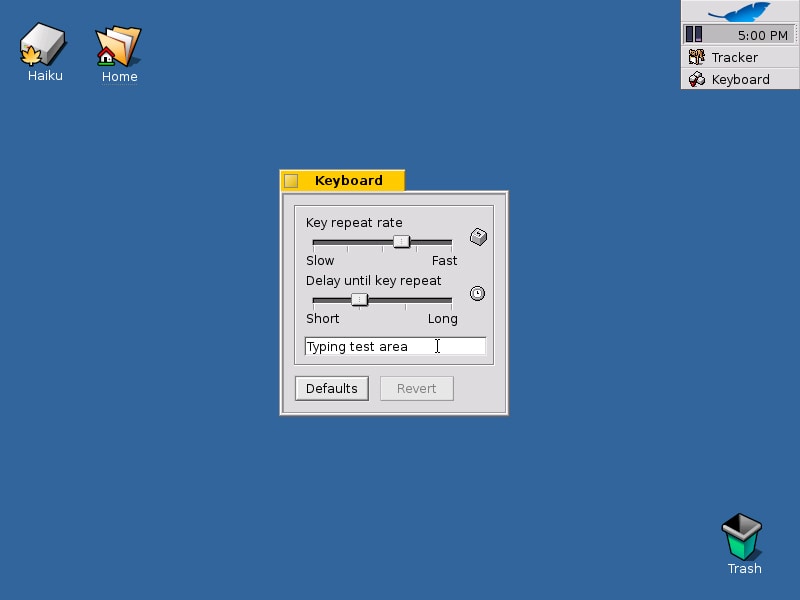 Haiku
Home
5:00 PM
Tracker
Keyboard
Keyboard
Key repeat rate
Slow Fast
Delay until key repeat
Short Long
Typing test area
Defaults Revert
Trash